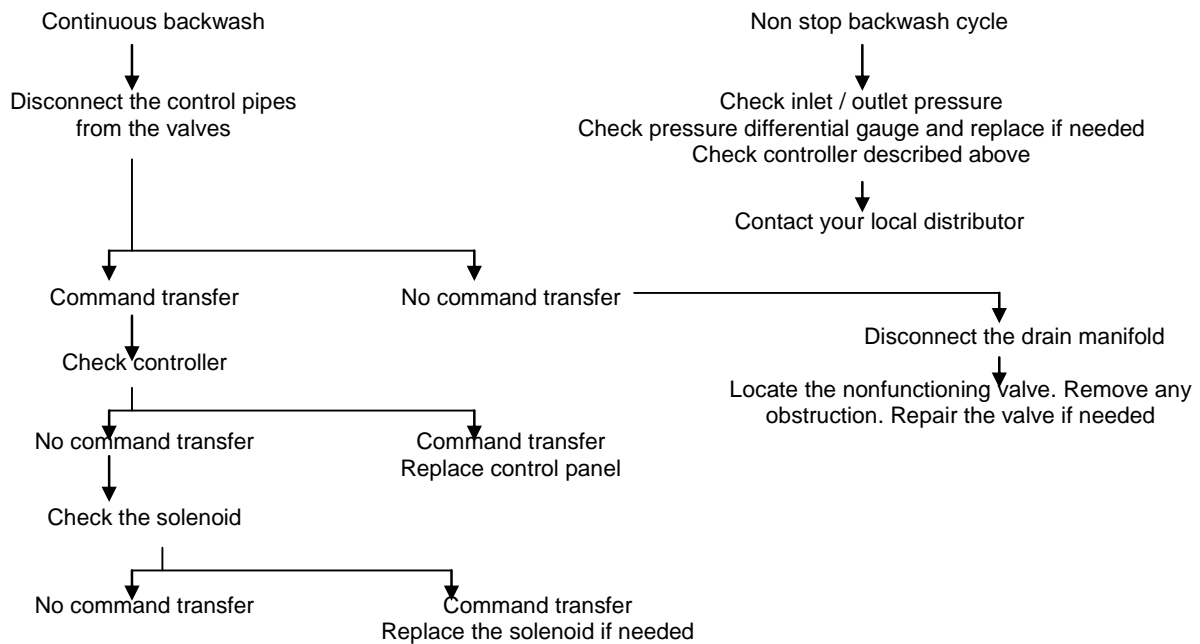 Continuous backwash
Disconnect the control pipes
from the valves
Non stop backwash cycle
Check inlet / outlet pressure
Check pressure differential gauge and replace if needed
Check controller described above
Contact your local distributor
Command transfer
No command transfer
Disconnect the drain manifold
Locate the nonfunctioning valve. Remove any
obstruction. Repair the valve if needed
Check controller
No command transfer
Command transfer
Replace control panel
Check the solenoid
No command transfer
Command transfer
Replace the solenoid if needed